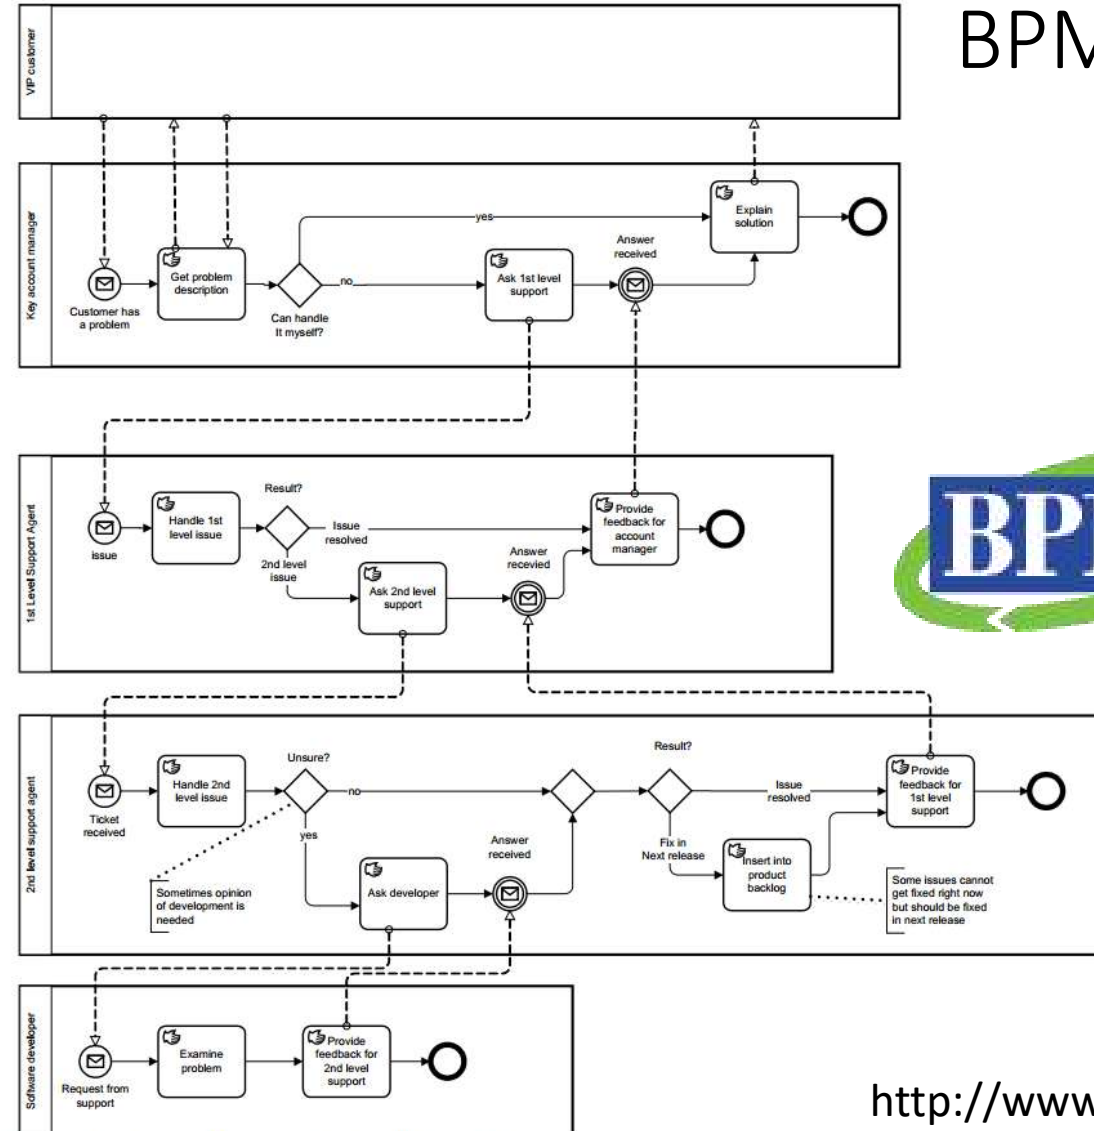 BPM
VIP customer
Key account manager
Customer has
a problem
Get problem
description
Can handle
It myself?
yes
no
Ask 1st level
support
Answer
received
Explain
solution
1st Level Support Agent
issue
Handle 1st
level issue
Result?
Issue
resolved
2nd level
issue
Ask 2nd level
support
Answer
recevied
Provide
feedback for
account
manager
BP
2nd level support agent
Ticket
received
Handle 2nd
level issue
Unsure?
no
yes
Sometimes opinion
of development is
needed
Ask developer
Answer
received
Result?
Issue
resolved
Fix in
Next release
Insert into
product
backlog
Provide
feedback for
1st level
support
Some issues cannot
get fixed right now
but should be fixed
in next release
Software developer
Request from
support
Examine
problem
Provide
feedback for
2nd level
support
http://www